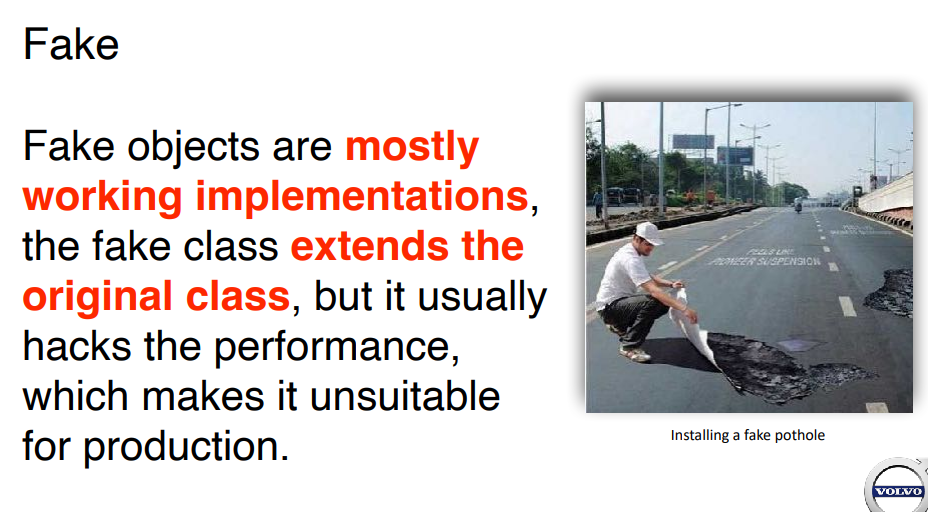 Fake
Fake objects are mostly
working implementations,
the fake class extends the
original class, but it usually
hacks the performance,
which makes it unsuitable
for production.
FEELS LIKE
PIONEER SUSPENSION
Installing a fake pothole
VOLVO